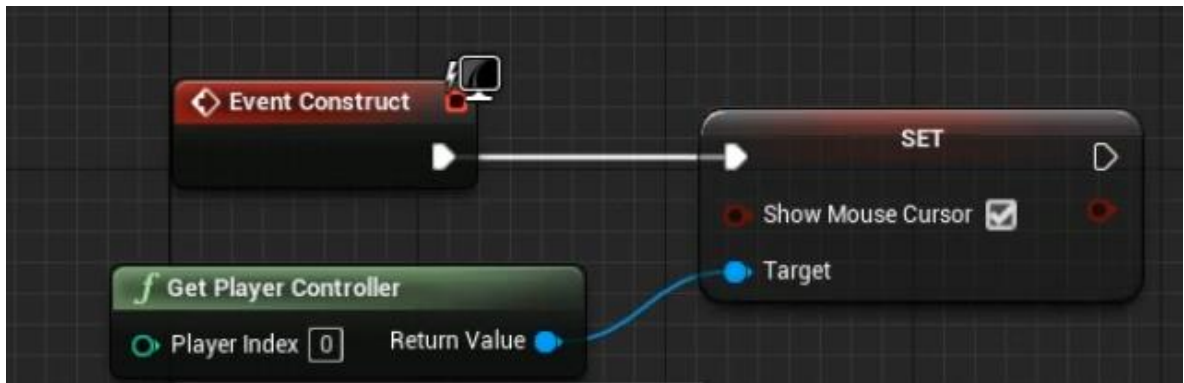 Event Construct
SET
Show Mouse Cursor
Target
f Get Player Controller
Player Index 0 Return Value